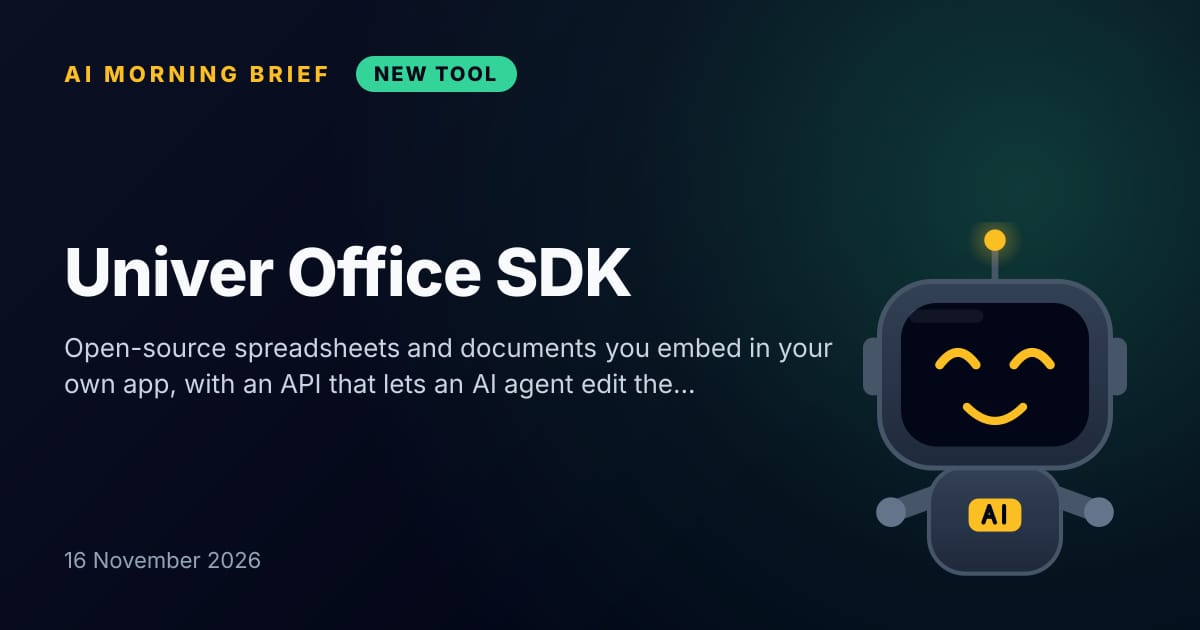 AI MORNING BRIEF NEW TOOL
Univer Office SDK
Open-source spreadsheets and documents you embed in your
own app, with an API that lets an AI agent edit the...
AI
16 November 2026